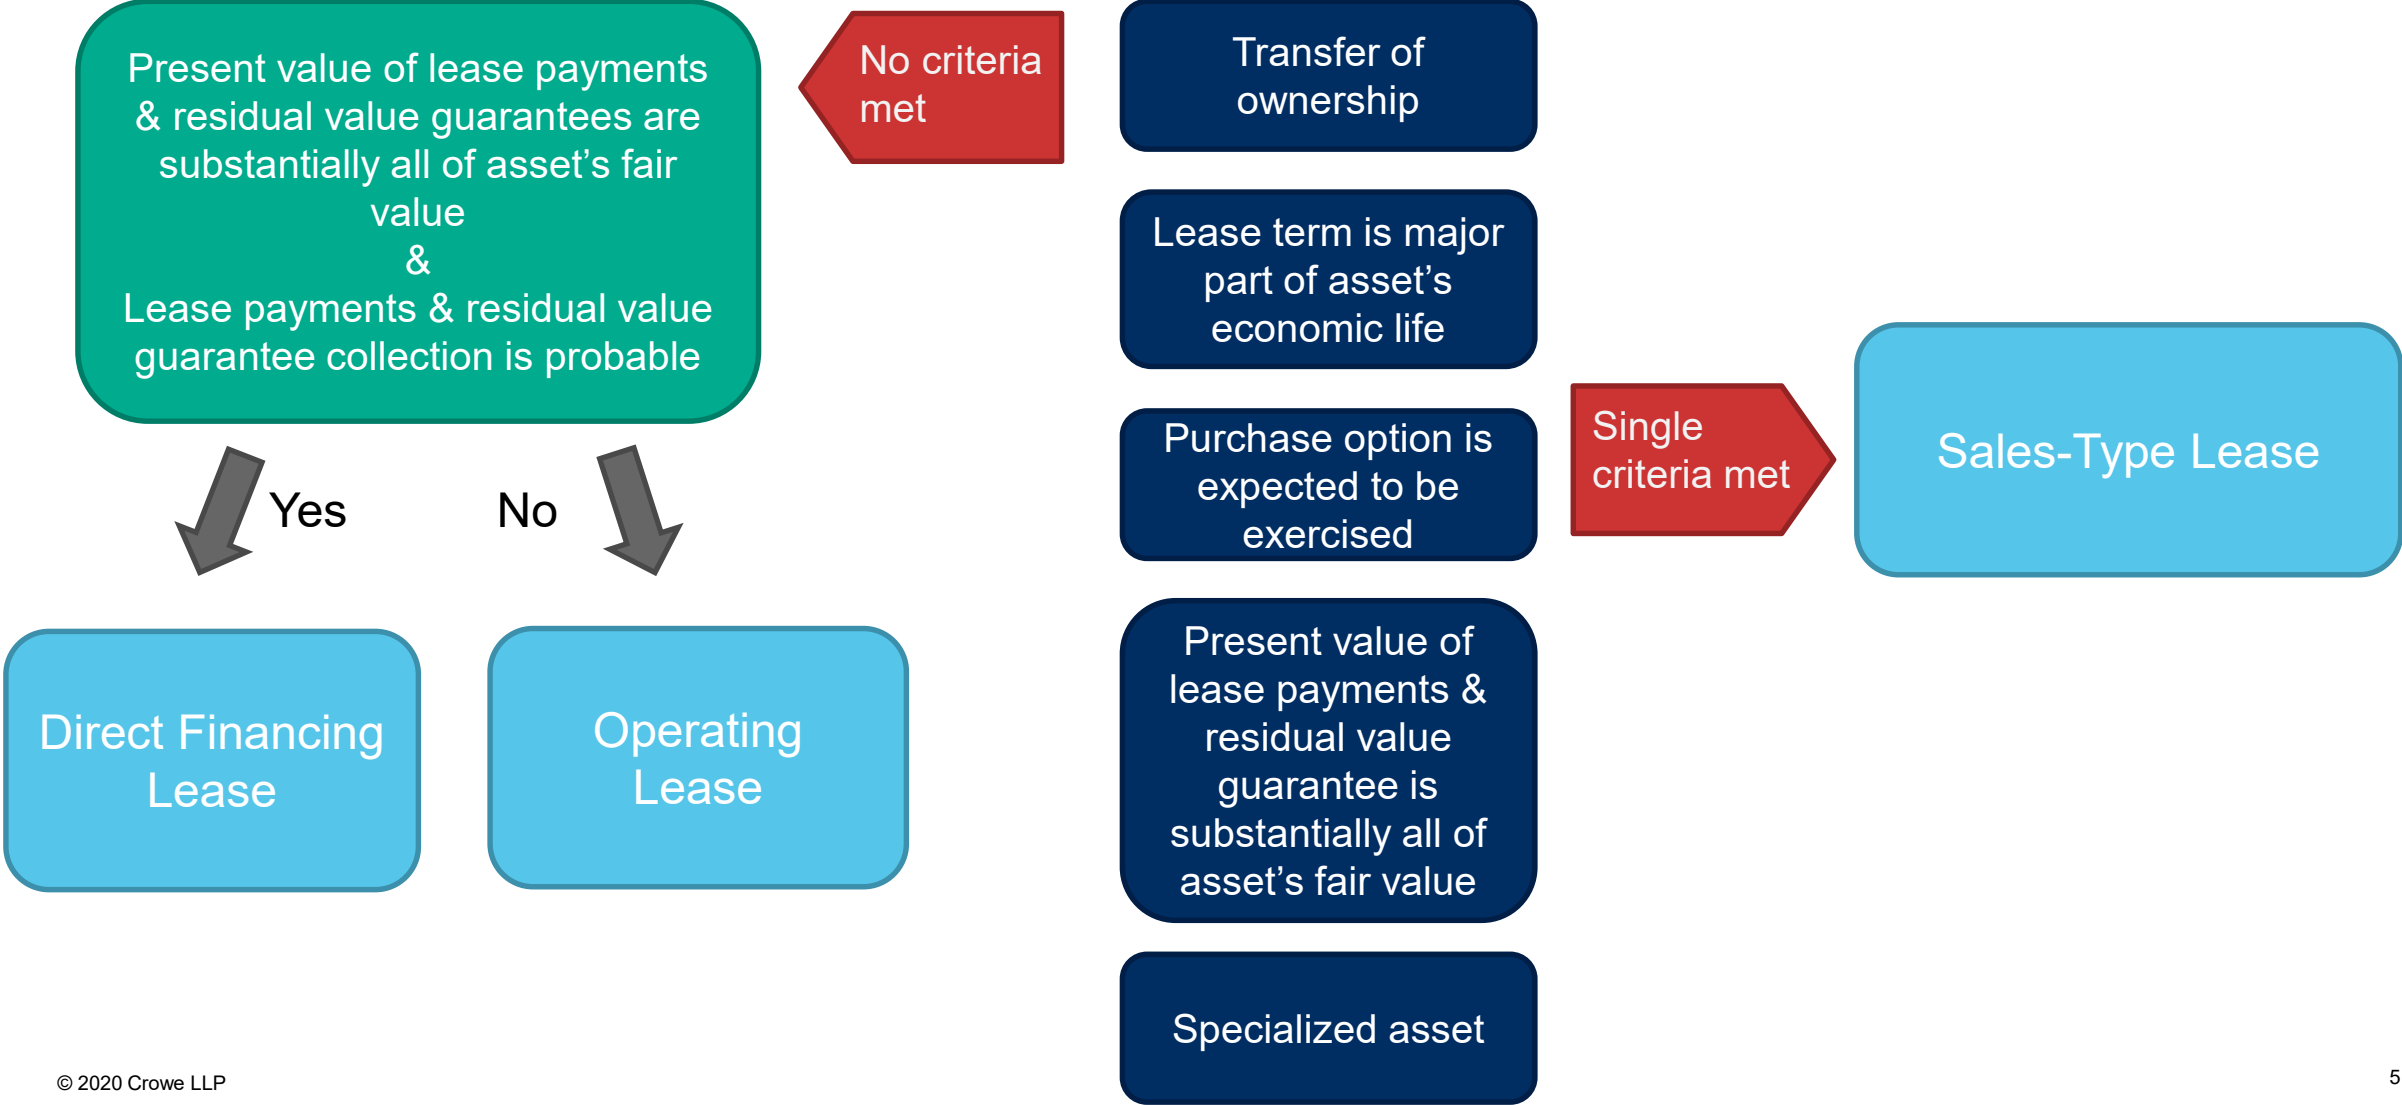 Present value of lease payments
& residual value guarantees are
substantially all of asset’s fair
value
&
Lease payments & residual value
guarantee collection is probable
No criteria
met
Transfer of
ownership
Lease term is major
part of asset’s
economic life
Purchase option is
expected to be
exercised
Single
criteria met
Sales-Type Lease
Yes
No
Direct Financing
Lease
Operating
Lease
Present value of
lease payments &
residual value
guarantee is
substantially all of
asset’s fair value
Specialized asset
© 2020 Crowe LLP
5